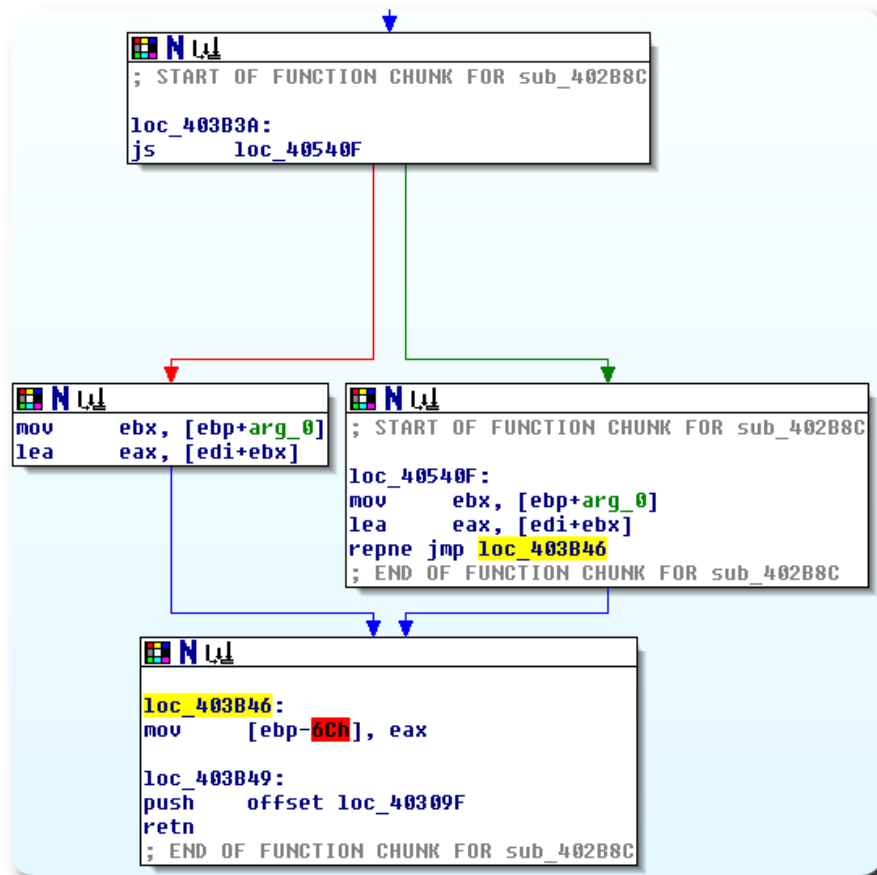 ; START OF FUNCTION CHUNK FOR sub_402B8C
loc_403B3A:
js loc_40540F
mov ebx, [ebp+arg_0]
lea eax, [edi+ebx]
; START OF FUNCTION CHUNK FOR sub_402B8C
loc_40540F:
mov ebx, [ebp+arg_0]
lea eax, [edi+ebx]
repne jmp loc_403B46
; END OF FUNCTION CHUNK FOR sub_402B8C
loc_403B46:
mov [ebp-6Ch], eax
loc_403B49:
push offset loc_40309F
retn
; END OF FUNCTION CHUNK FOR sub_402B8C